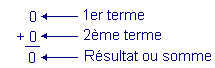 0 1er terme
+ 0 2ème terme
0 Résultat ou somme